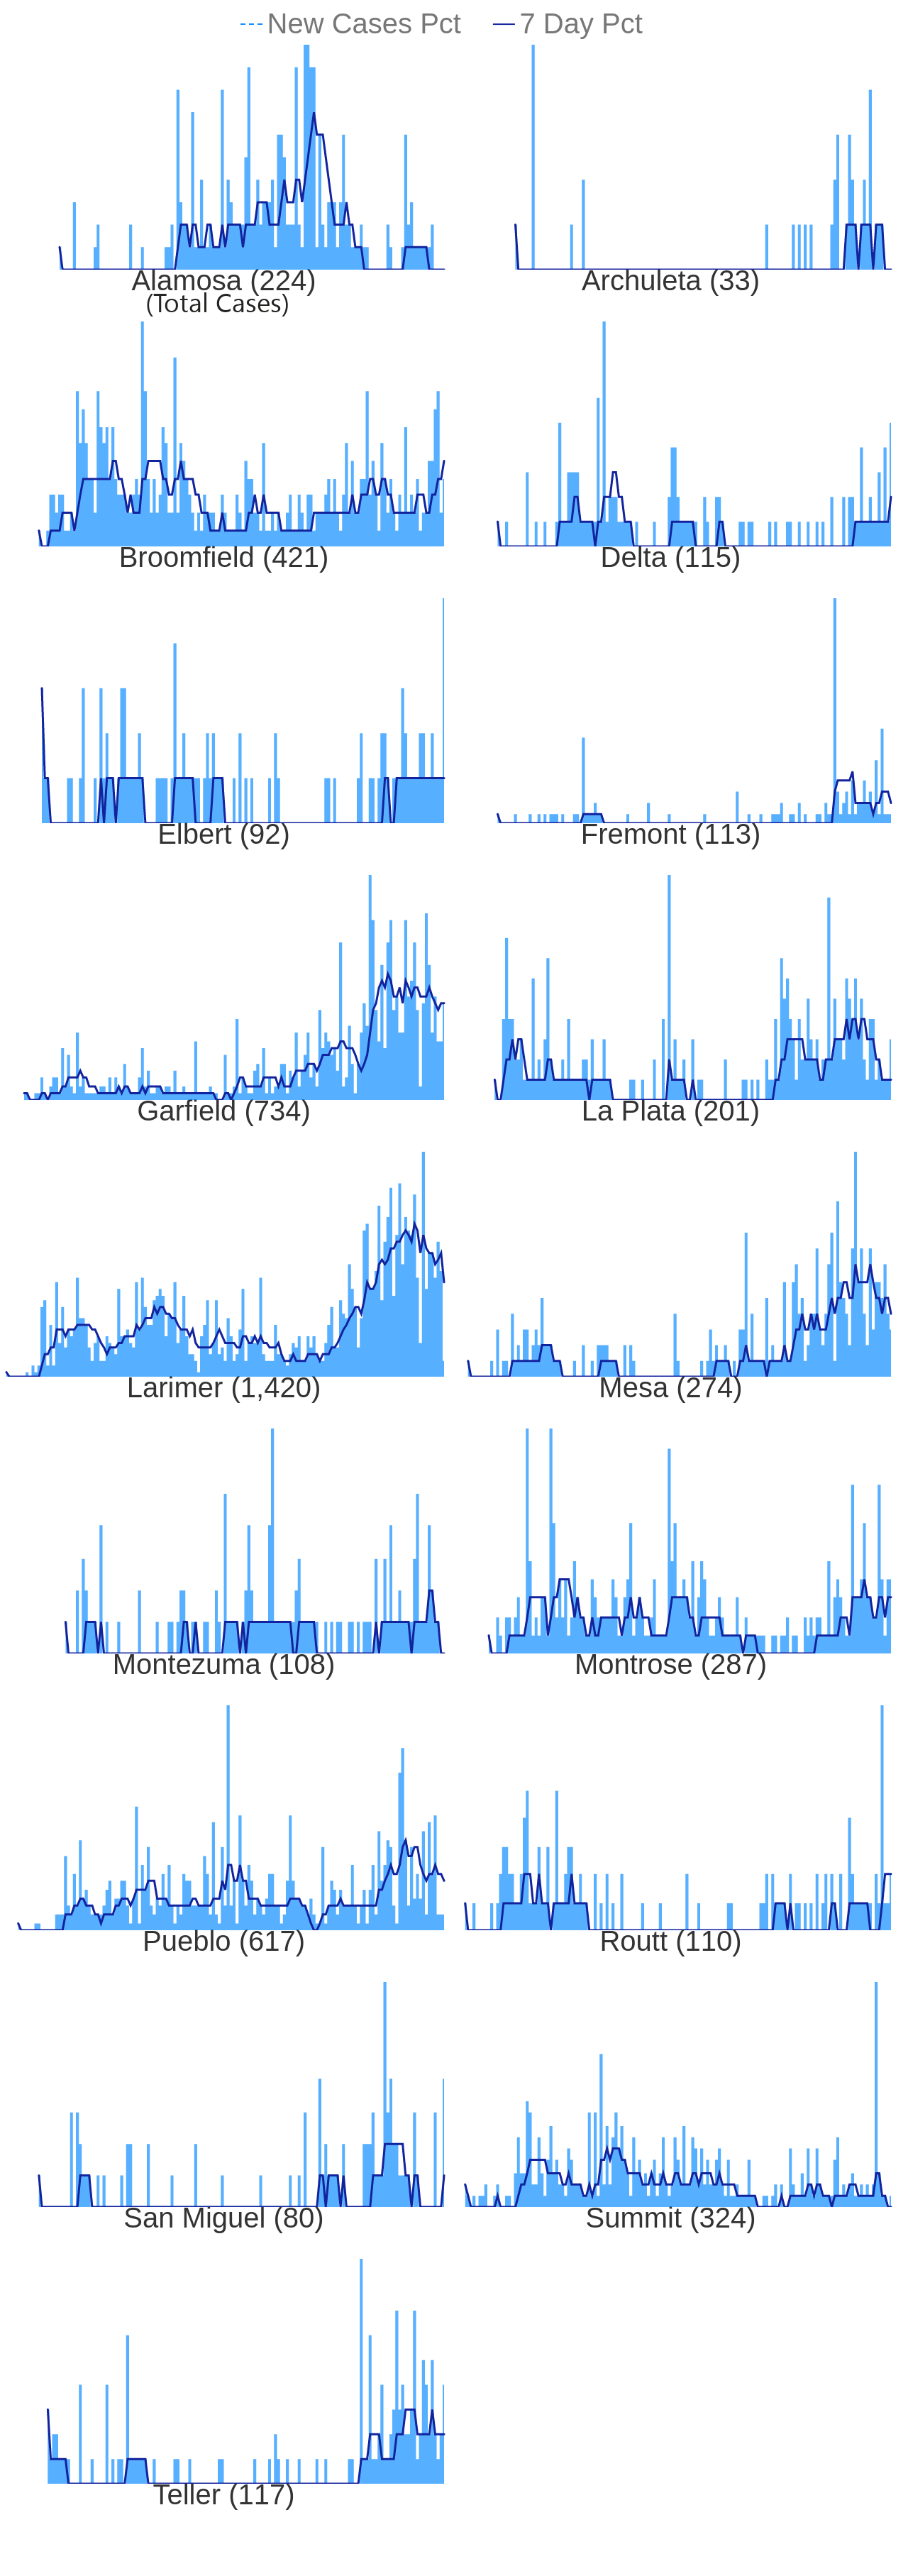 New Cases Pct 7 Day Pct
Alamosa (224) Archuleta (33)
(Total Cases)
Broomfield (421) Delta (115)
Elbert (92) Fremont (113)
Garfield (734) La Plata (201)
Larimer (1,420) Mesa (274)
Montezuma (108) Montrose (287)
Pueblo (617) Routt (110)
San Miguel (80) Summit (324)
Teller (117)